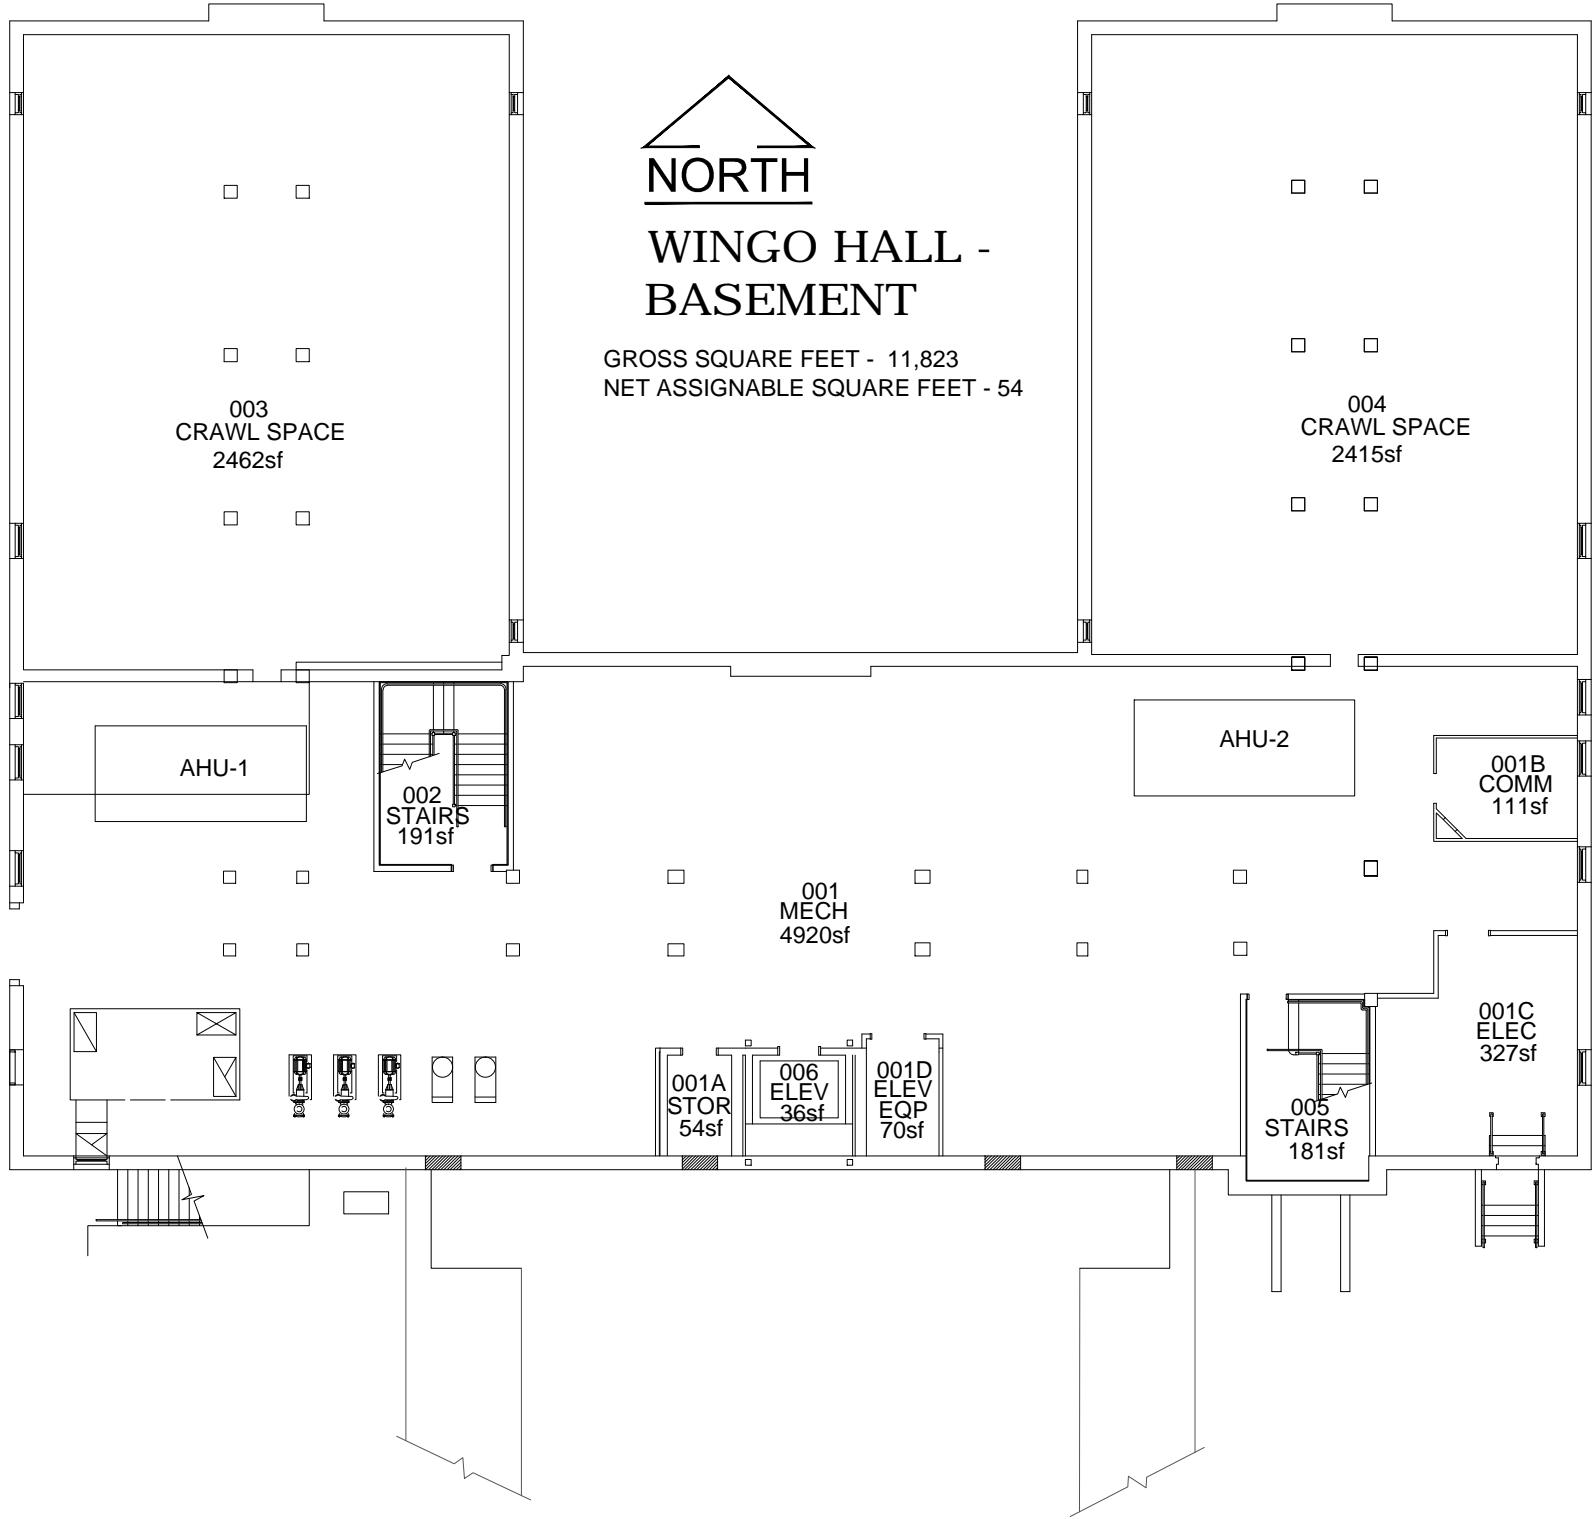 NORTH
WINGO HALL -
BASEMENT
GROSS SQUARE FEET - 11,823
NET ASSIGNABLE SQUARE FEET - 54
003
CRAWL SPACE
2462sf
004
CRAWL SPACE
2415sf
AHU-1
002
STAIRS
191sf
AHU-2
001B
COMM
111sf
001
MECH
4920sf
001A
STOR
54sf
006
ELEV
36sf
001D
ELEV
EQP
70sf
005
STAIRS
181sf
001C
ELEC
327sf